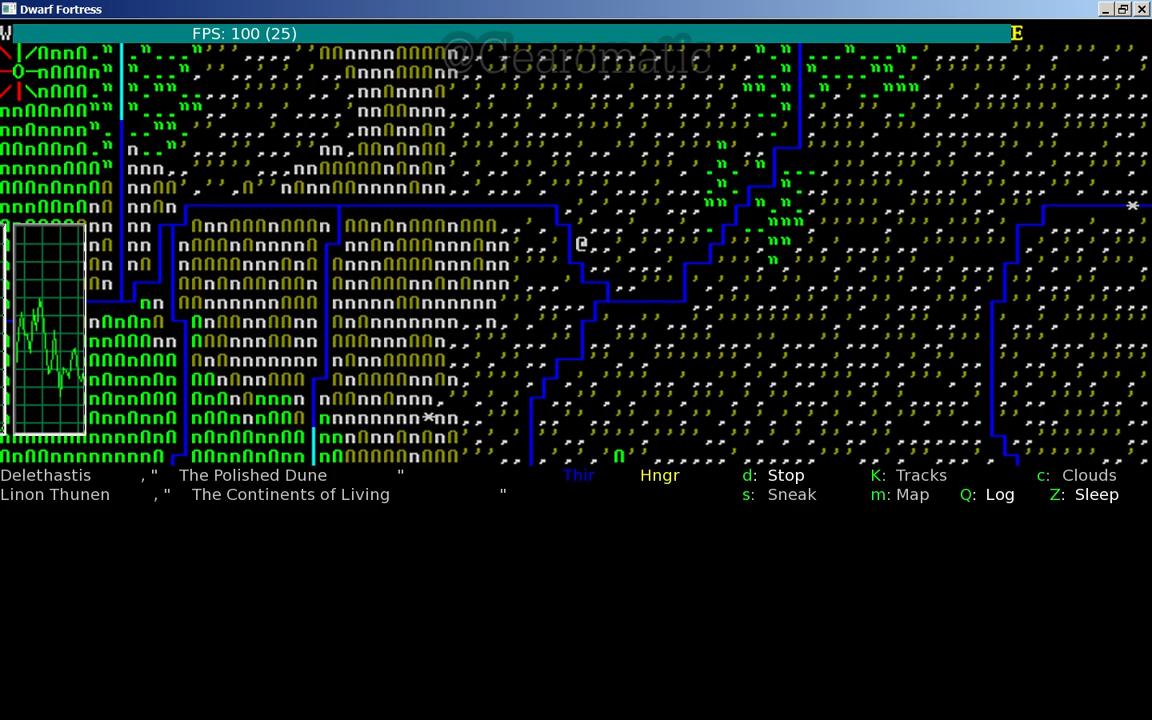 Dwarf Fortress
W FPS: 100 (25) E
@Gearomatic
Delethastis , " The Polished Dune " Thir Hngr d: Stop K: Tracks c: Clouds
Linon Thunen , " The Continents of Living " s: Sneak m: Map Q: Log Z: Sleep